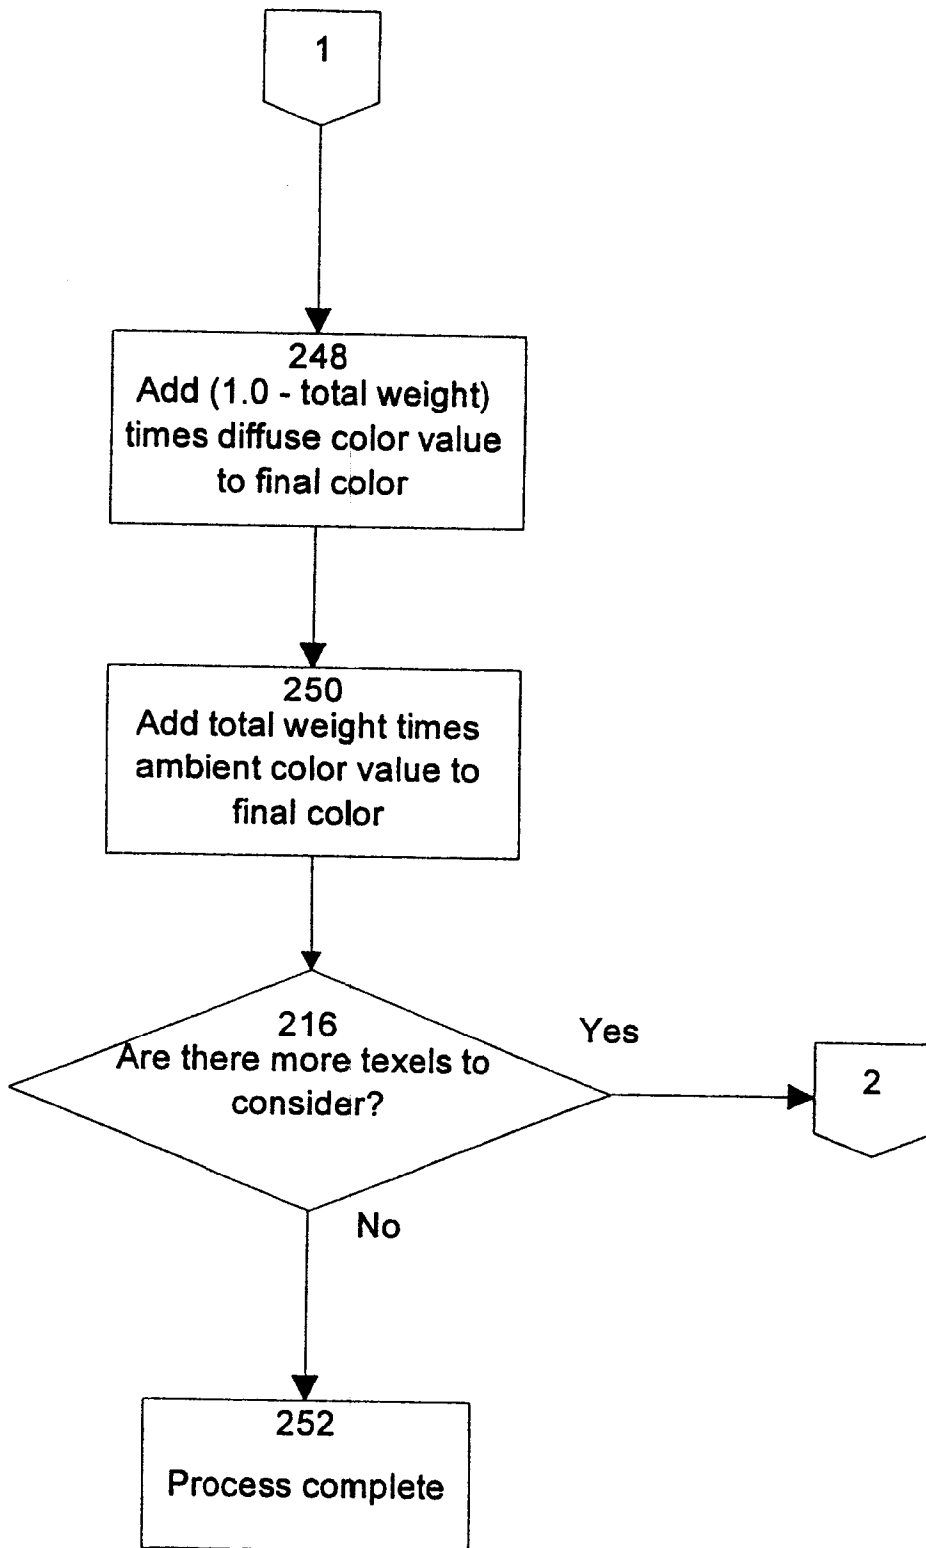 1
248
Add (1.0 - total weight)
times diffuse color value
to final color
250
Add total weight times
ambient color value to
final color
216
Are there more texels to
consider?
Yes
2
No
252
Process complete